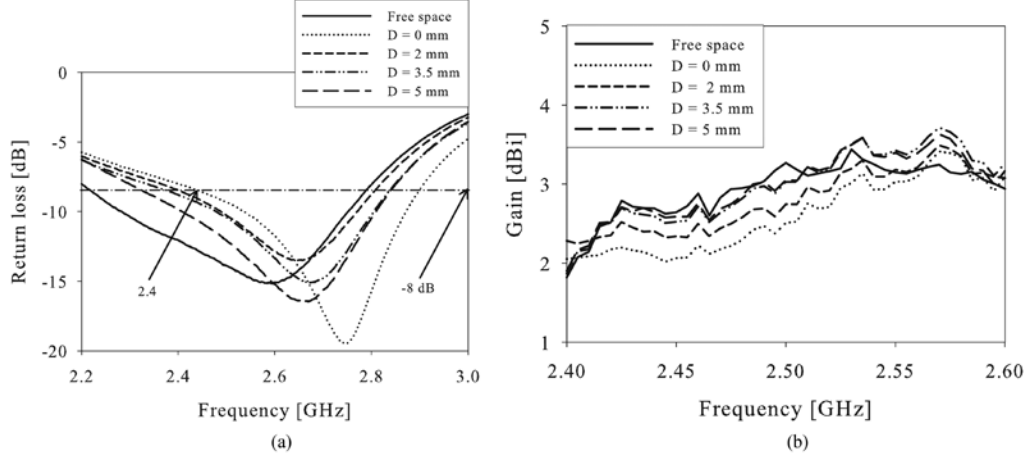 Free space
D = 0 mm
D = 2 mm
D = 3.5 mm
D = 5 mm
0
-5
-10
-15
-20
Return loss [dB]
2.4
-8 dB
2.2 2.4 2.6 2.8 3.0
Frequency [GHz]
(a)
Free space
D = 0 mm
D = 2 mm
D = 3.5 mm
D = 5 mm
5
4
3
2
1
Gain [dBi]
2.40 2.45 2.50 2.55 2.60
Frequency [GHz]
(b)